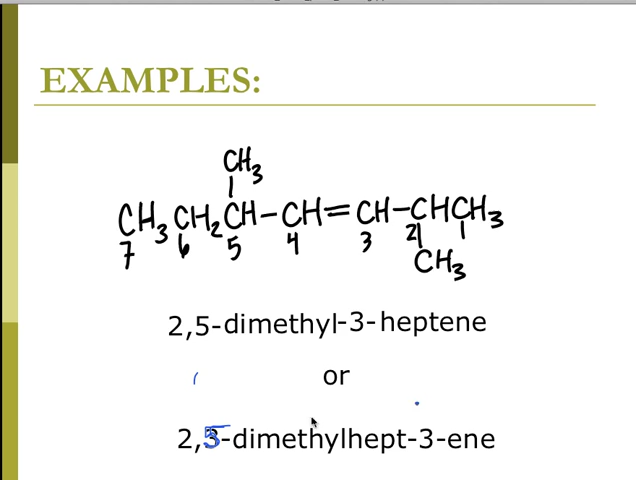 EXAMPLES:
CH3
CH3CH2CH-CH=CH-CHCH3
7 6 5 4 3 2 1
CH3
2,5-dimethyl-3-heptene
or
2,5-dimethylhept-3-ene